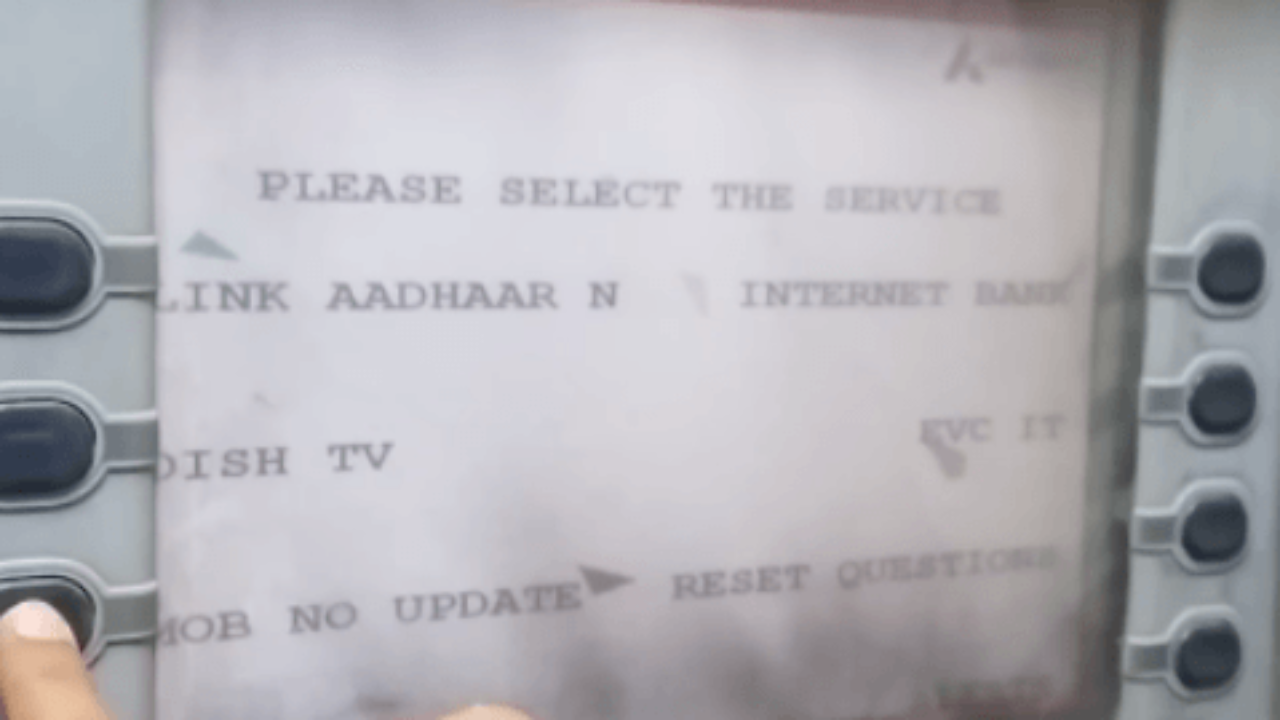 PLEASE SELECT THE SERVICE
LINK AADHAAR N INTERNET BANK
DISH TV EVC IT
MOB NO UPDATE RESET QUESTIONS